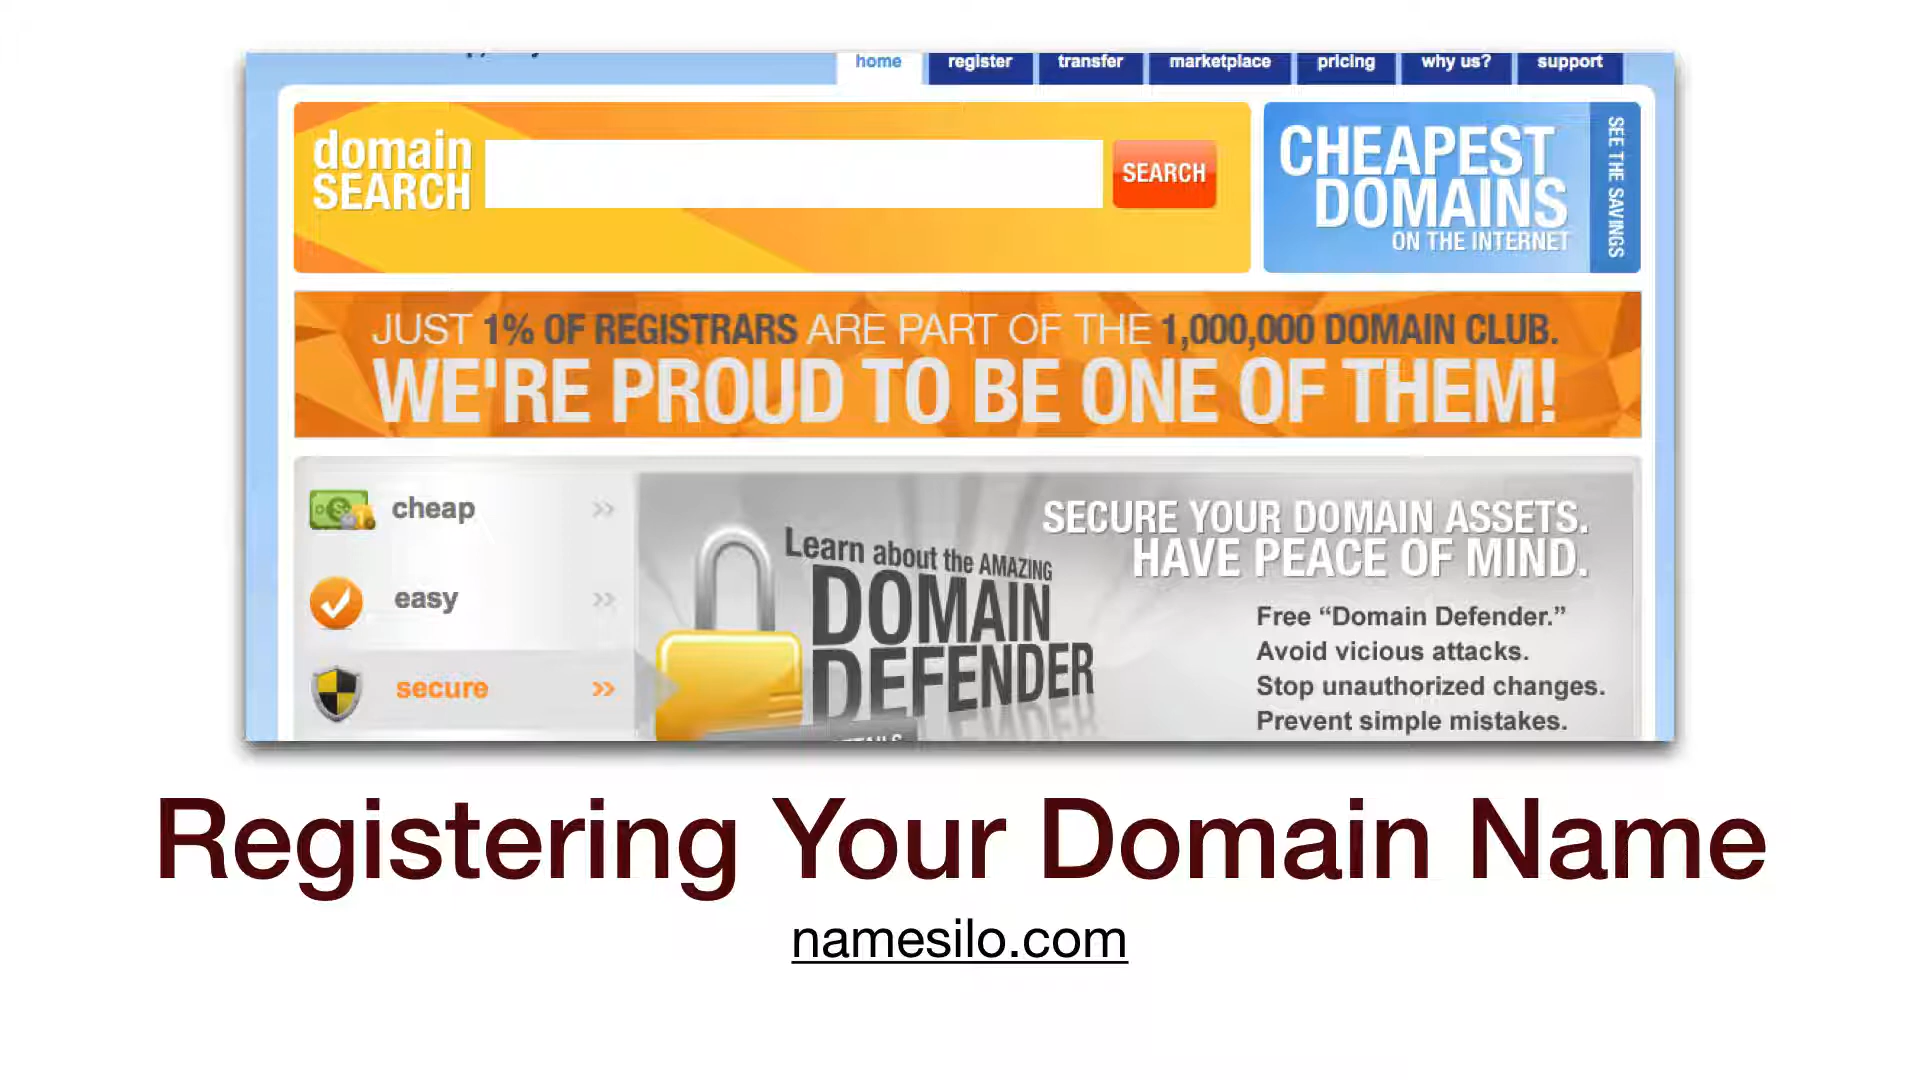 home register transfer marketplace pricing why us? support
domain
SEARCH
SEARCH
CHEAPEST
DOMAINS
ON THE INTERNET
SEE THE SAVINGS
JUST 1% OF REGISTRARS ARE PART OF THE 1,000,000 DOMAIN CLUB.
WE'RE PROUD TO BE ONE OF THEM!
cheap »
easy »
secure »
Learn about the AMAZING
DOMAIN
DEFENDER
SECURE YOUR DOMAIN ASSETS.
HAVE PEACE OF MIND.
Free “Domain Defender.”
Avoid vicious attacks.
Stop unauthorized changes.
Prevent simple mistakes.
Registering Your Domain Name
namesilo.com